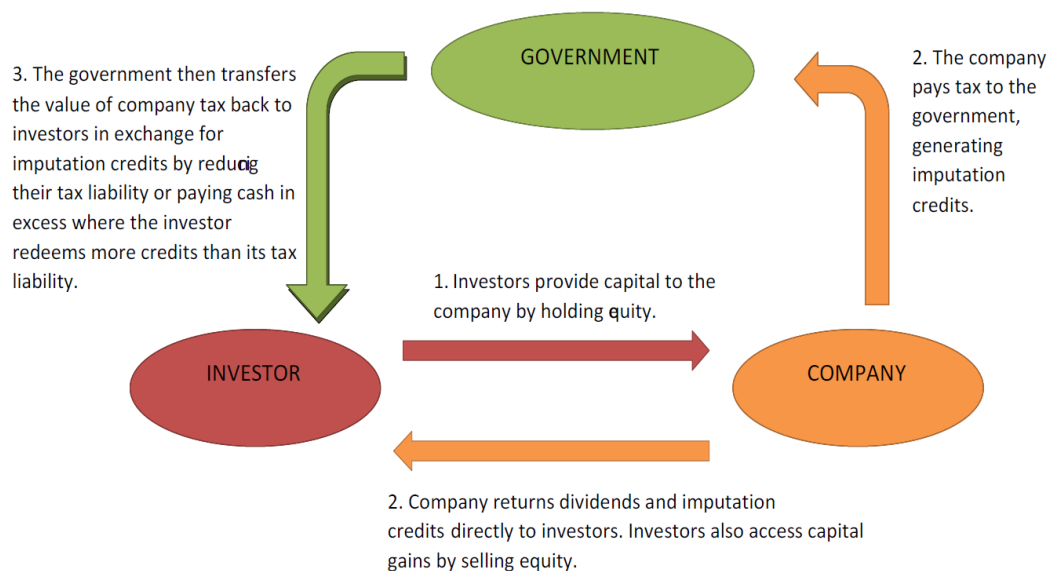 GOVERNMENT
2. The company
pays tax to the
government,
generating
imputation
credits.
3. The government then transfers
the value of company tax back to
investors in exchange for
imputation credits by reducing
their tax liability or paying cash in
excess where the investor
redeems more credits than its tax
liability.
1. Investors provide capital to the
company by holding equity.
INVESTOR
COMPANY
2. Company returns dividends and imputation
credits directly to investors. Investors also access capital
gains by selling equity.